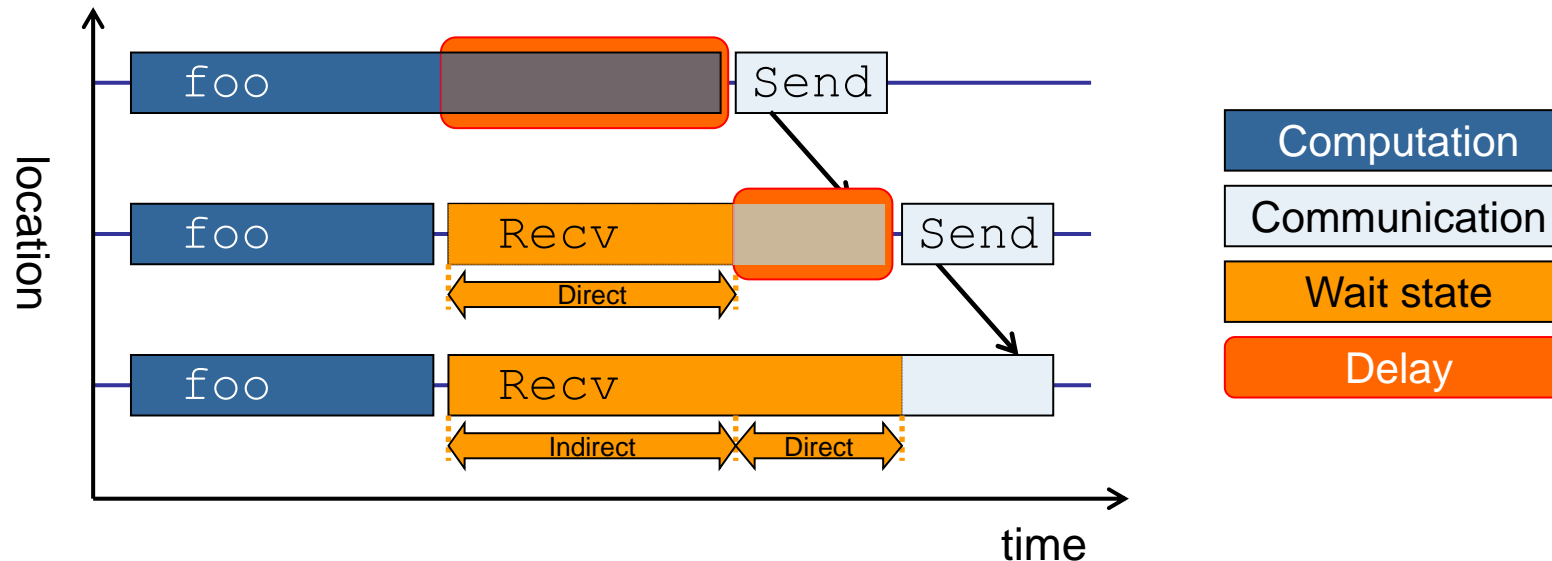 foo
Send
location
foo
Recv
Send
Direct
foo
Recv
Indirect
Direct
time
Computation
Communication
Wait state
Delay